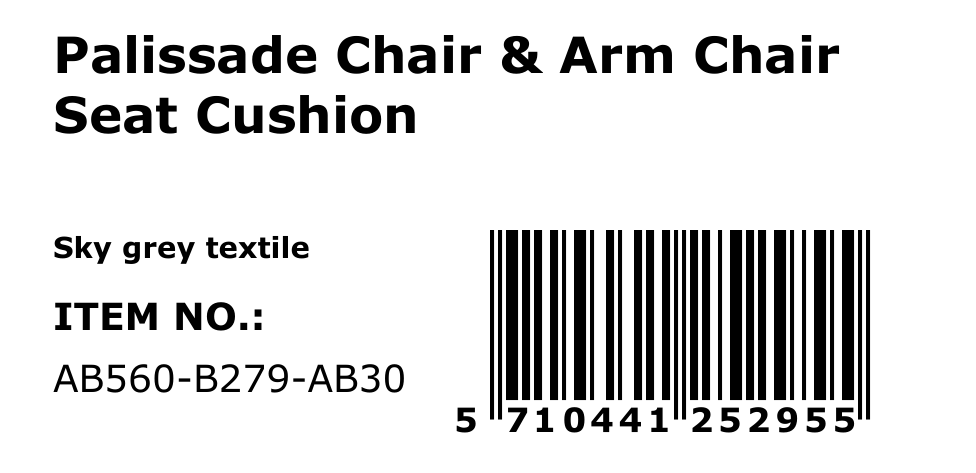 Palissade Chair & Arm Chair
Seat Cushion
Sky grey textile
ITEM NO.:
AB560-B279-AB30
5 710441 252955